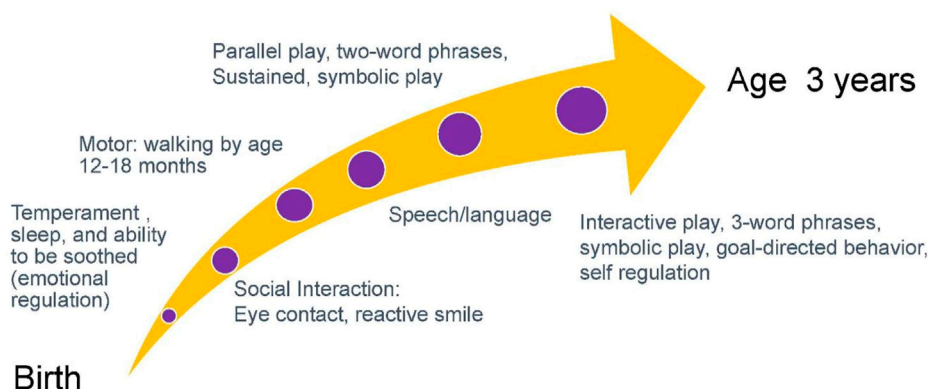 Parallel play, two-word phrases,
Sustained, symbolic play
Age 3 years
Motor: walking by age
12-18 months
Temperament ,
sleep, and ability
to be soothed
(emotional
regulation)
Speech/language
Interactive play, 3-word phrases,
symbolic play, goal-directed behavior,
self regulation
Social Interaction:
Eye contact, reactive smile
Birth